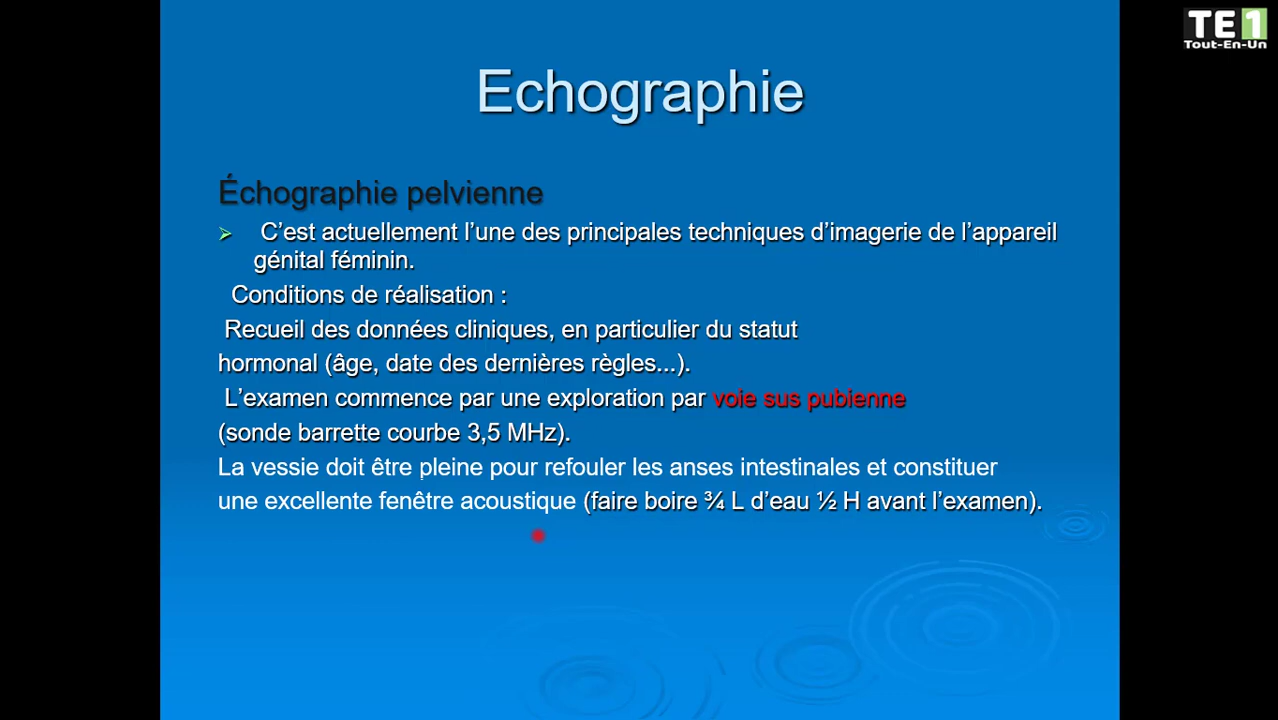 TE1
Tout-En-Un
Echographie
Échographie pelvienne
C’est actuellement l’une des principales techniques d’imagerie de l’appareil
génital féminin.
Conditions de réalisation :
Recueil des données cliniques, en particulier du statut
hormonal (âge, date des dernières règles...).
L’examen commence par une exploration par voie sus pubienne
(sonde barrette courbe 3,5 MHz).
La vessie doit être pleine pour refouler les anses intestinales et constituer
une excellente fenêtre acoustique (faire boire ¾ L d’eau ½ H avant l’examen).